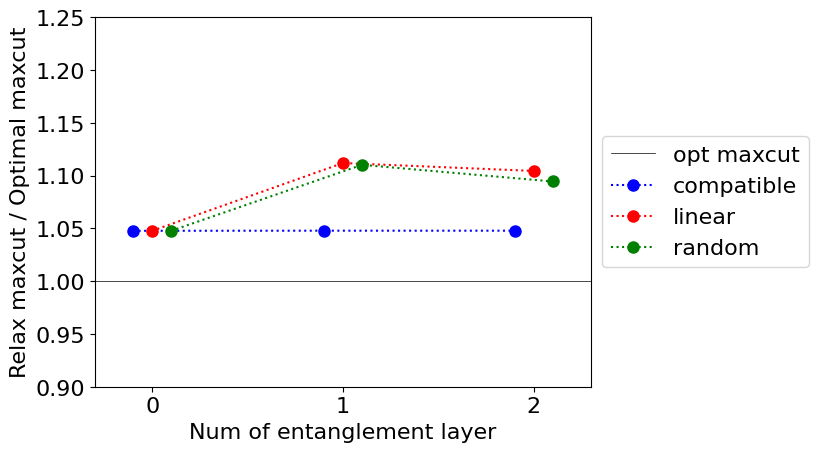 Relax maxcut / Optimal maxcut
1.25
1.20
1.15
1.10
1.05
1.00
0.95
0.90
0 1 2
Num of entanglement layer
opt maxcut
compatible
linear
random